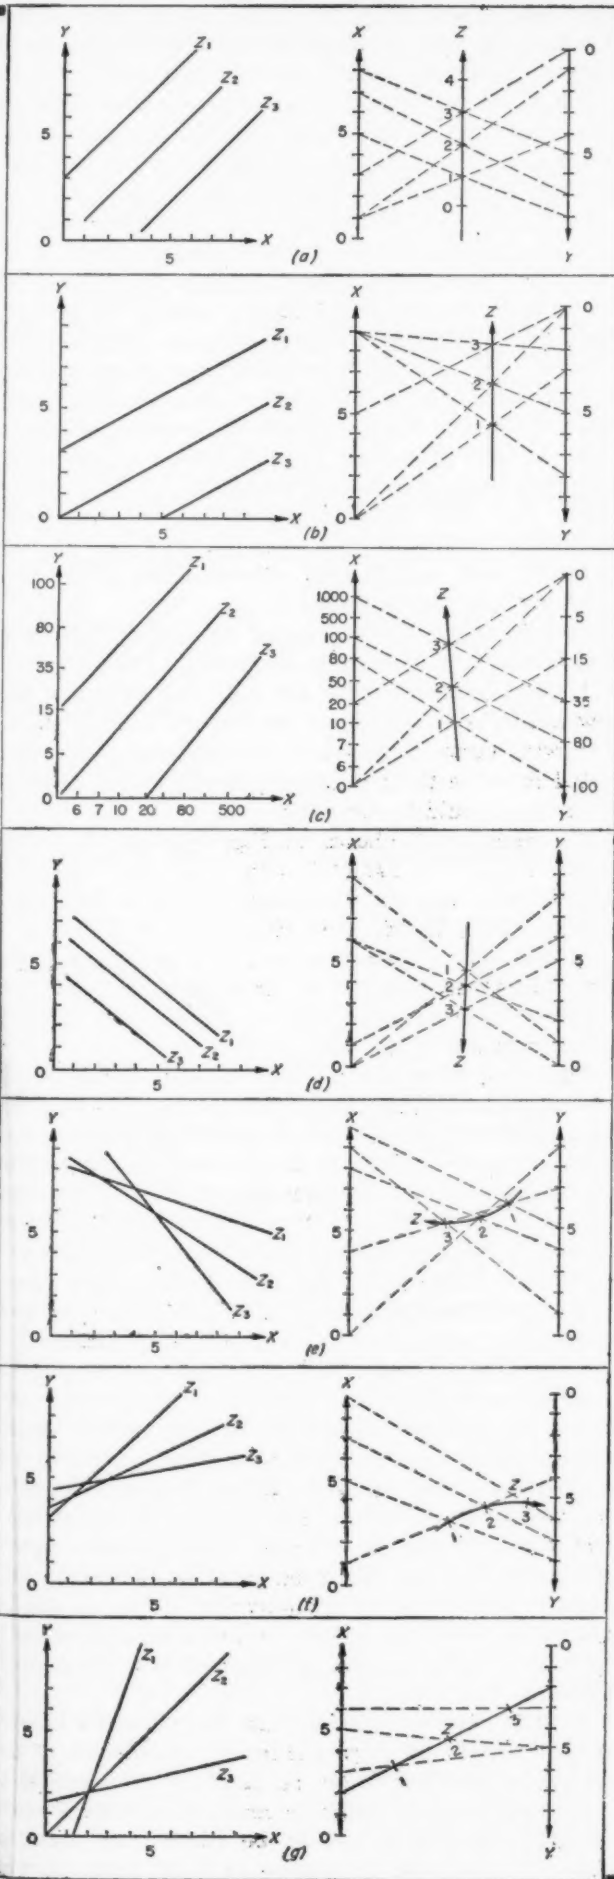 Y Z1 Z2 Z3 5 0 5 X
X Z 5 0 4 3 2 1 0 0 5 Y
(a)
Y Z1 Z2 Z3 5 0 5 X
X Z 5 0 3 2 1 0 5 Y
(b)
Y Z1 Z2 Z3 100 80 35 15 5 0 6 7 10 20 80 500 X
X 1000 500 100 80 50 20 10 7 6 0 Z 3 2 1 0 5 15 35 80 100 Y
(c)
Y 5 0 5 X Z1 Z2 Z3
X Y 5 0 1 2 3 Z 5 0
(d)
Y 5 0 5 X Z1 Z2 Z3
X Y 5 0 Z 3 2 1 5 0
(e)
Y Z1 Z2 Z3 5 0 5 X
X 5 0 1 2 Z 3 0 5 Y
(f)
Y Z1 Z2 Z3 5 0 5 X
X 5 0 1 2 Z 3 0 5 Y
(g)